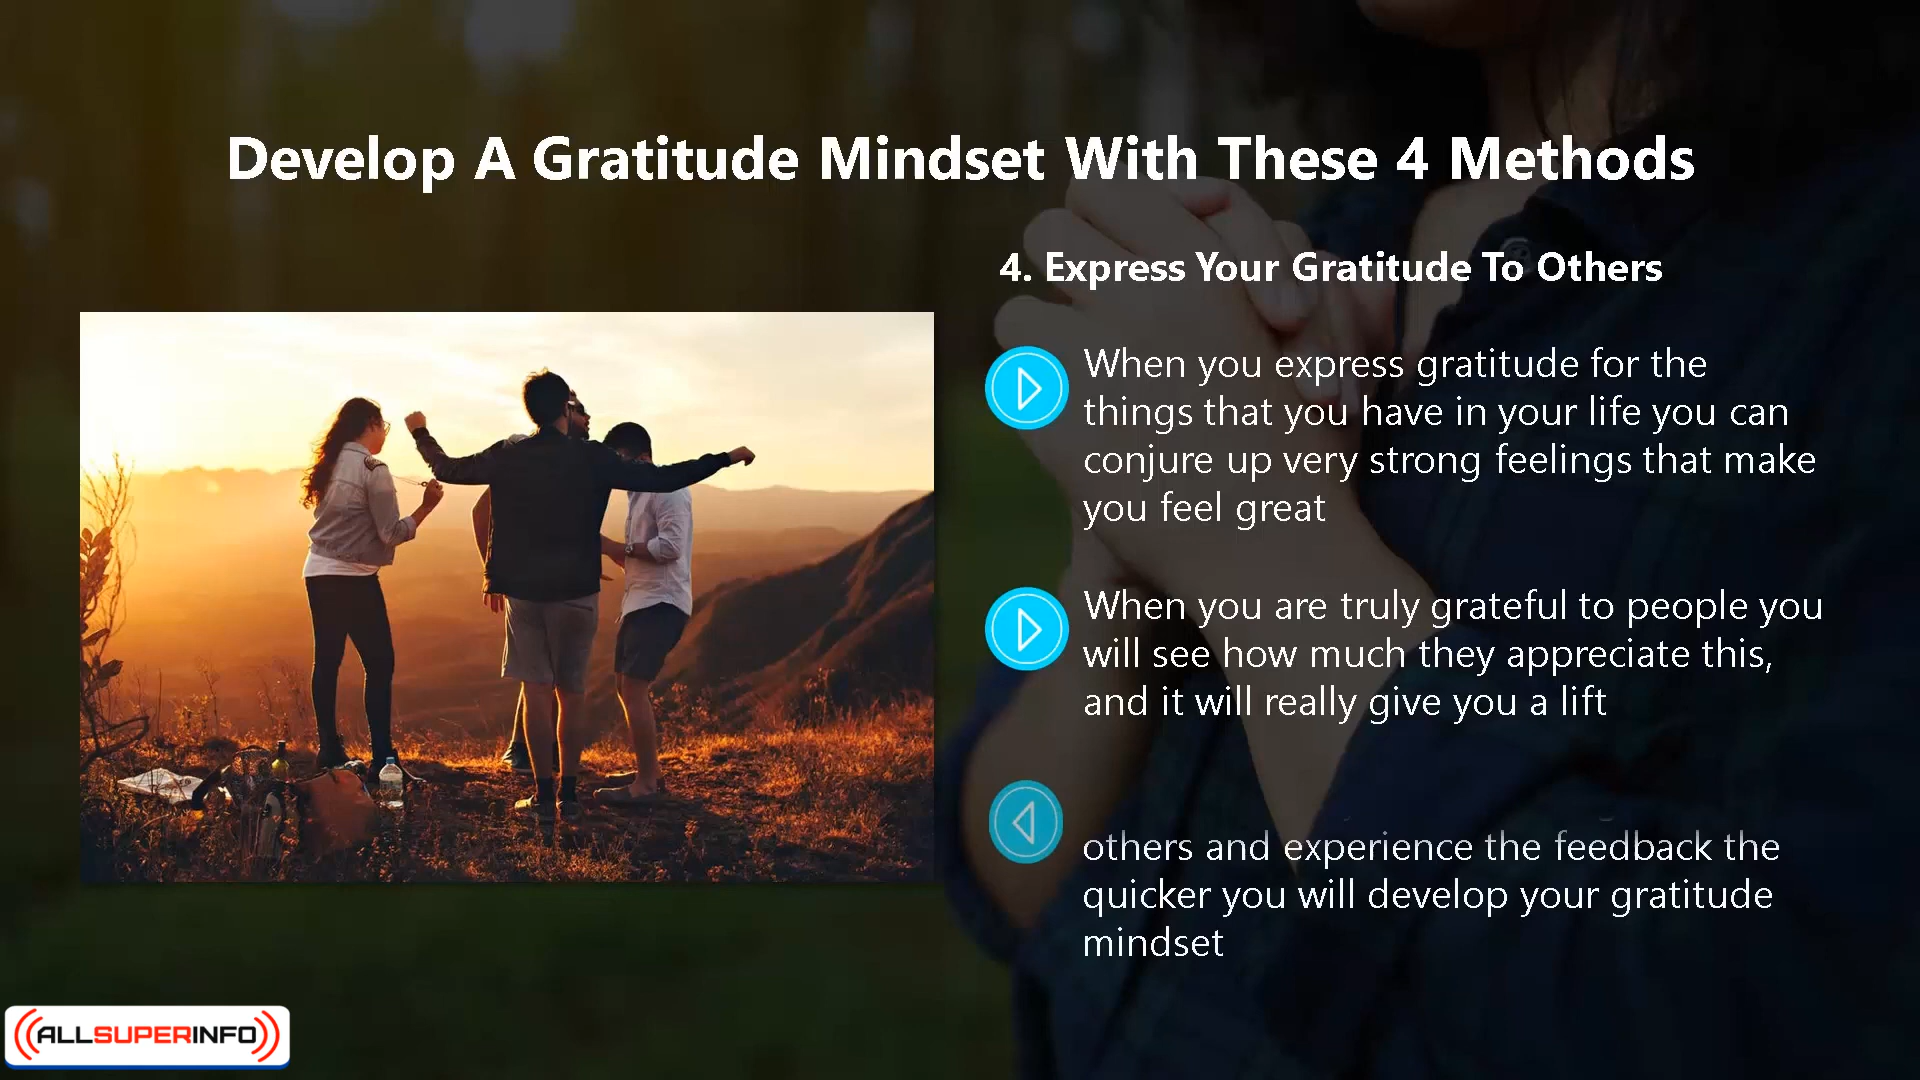 Develop A Gratitude Mindset With These 4 Methods
4. Express Your Gratitude To Others
When you express gratitude for the
things that you have in your life you can
conjure up very strong feelings that make
you feel great
When you are truly grateful to people you
will see how much they appreciate this,
and it will really give you a lift
others and experience the feedback the
quicker you will develop your gratitude
mindset
ALLSUPERINFO